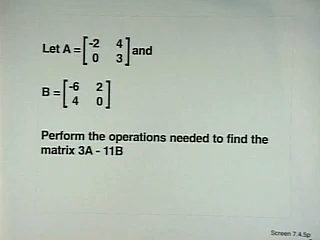 Let A = [-2 4
0 3] and
B = [-6 2
4 0]
Perform the operations needed to find the
matrix 3A - 11B
Screen 7.4.5p